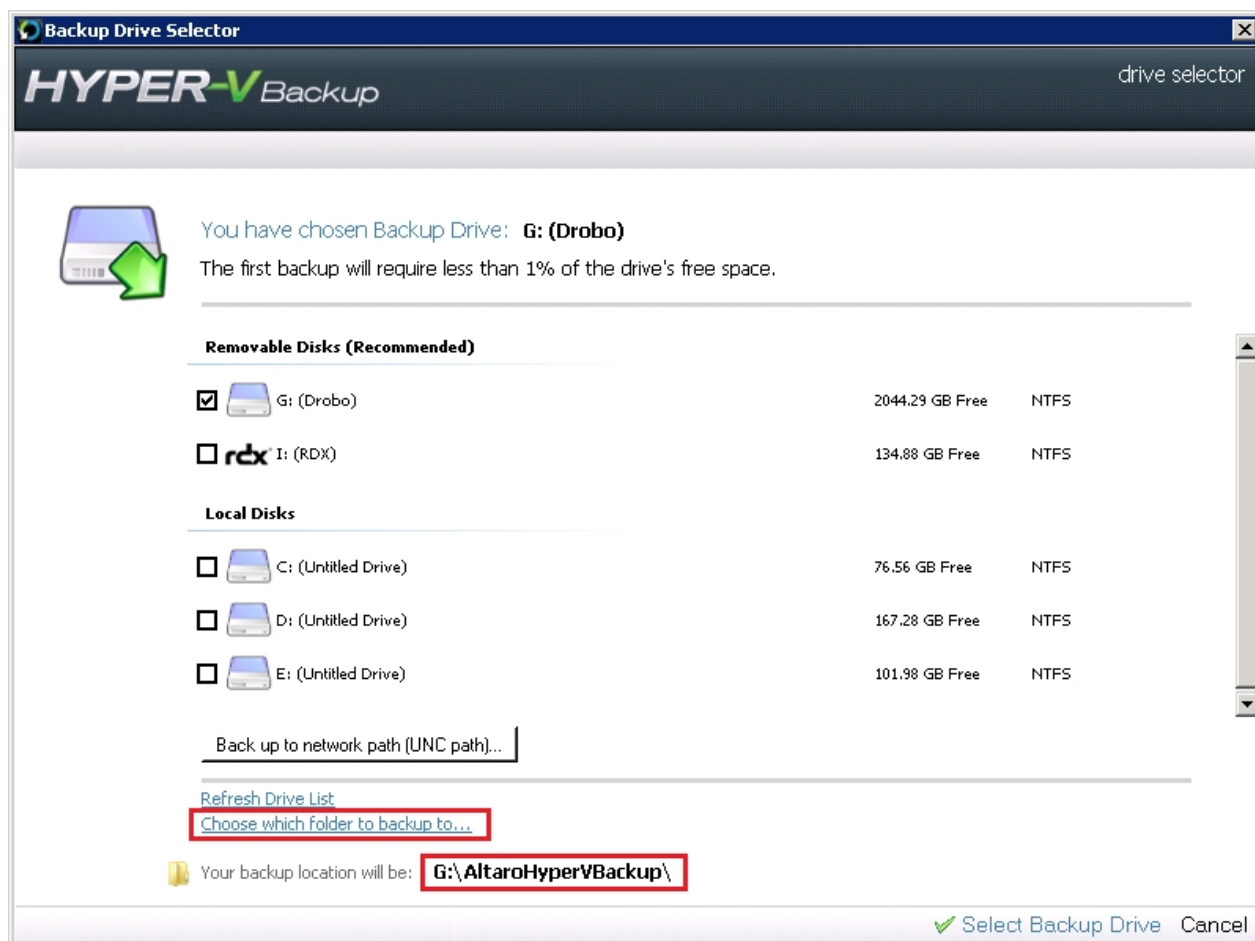 Backup Drive Selector
HYPER-V Backup
drive selector
You have chosen Backup Drive: G: (Drobo)
The first backup will require less than 1% of the drive's free space.
Removable Disks (Recommended)
G: (Drobo) 2044.29 GB Free NTFS
rdx I: (RDX) 134.88 GB Free NTFS
Local Disks
C: (Untitled Drive) 76.56 GB Free NTFS
D: (Untitled Drive) 167.28 GB Free NTFS
E: (Untitled Drive) 101.98 GB Free NTFS
Back up to network path (UNC path)...
Refresh Drive List
Choose which folder to backup to...
Your backup location will be: G:\AltaroHyperVBackup\
Select Backup Drive Cancel